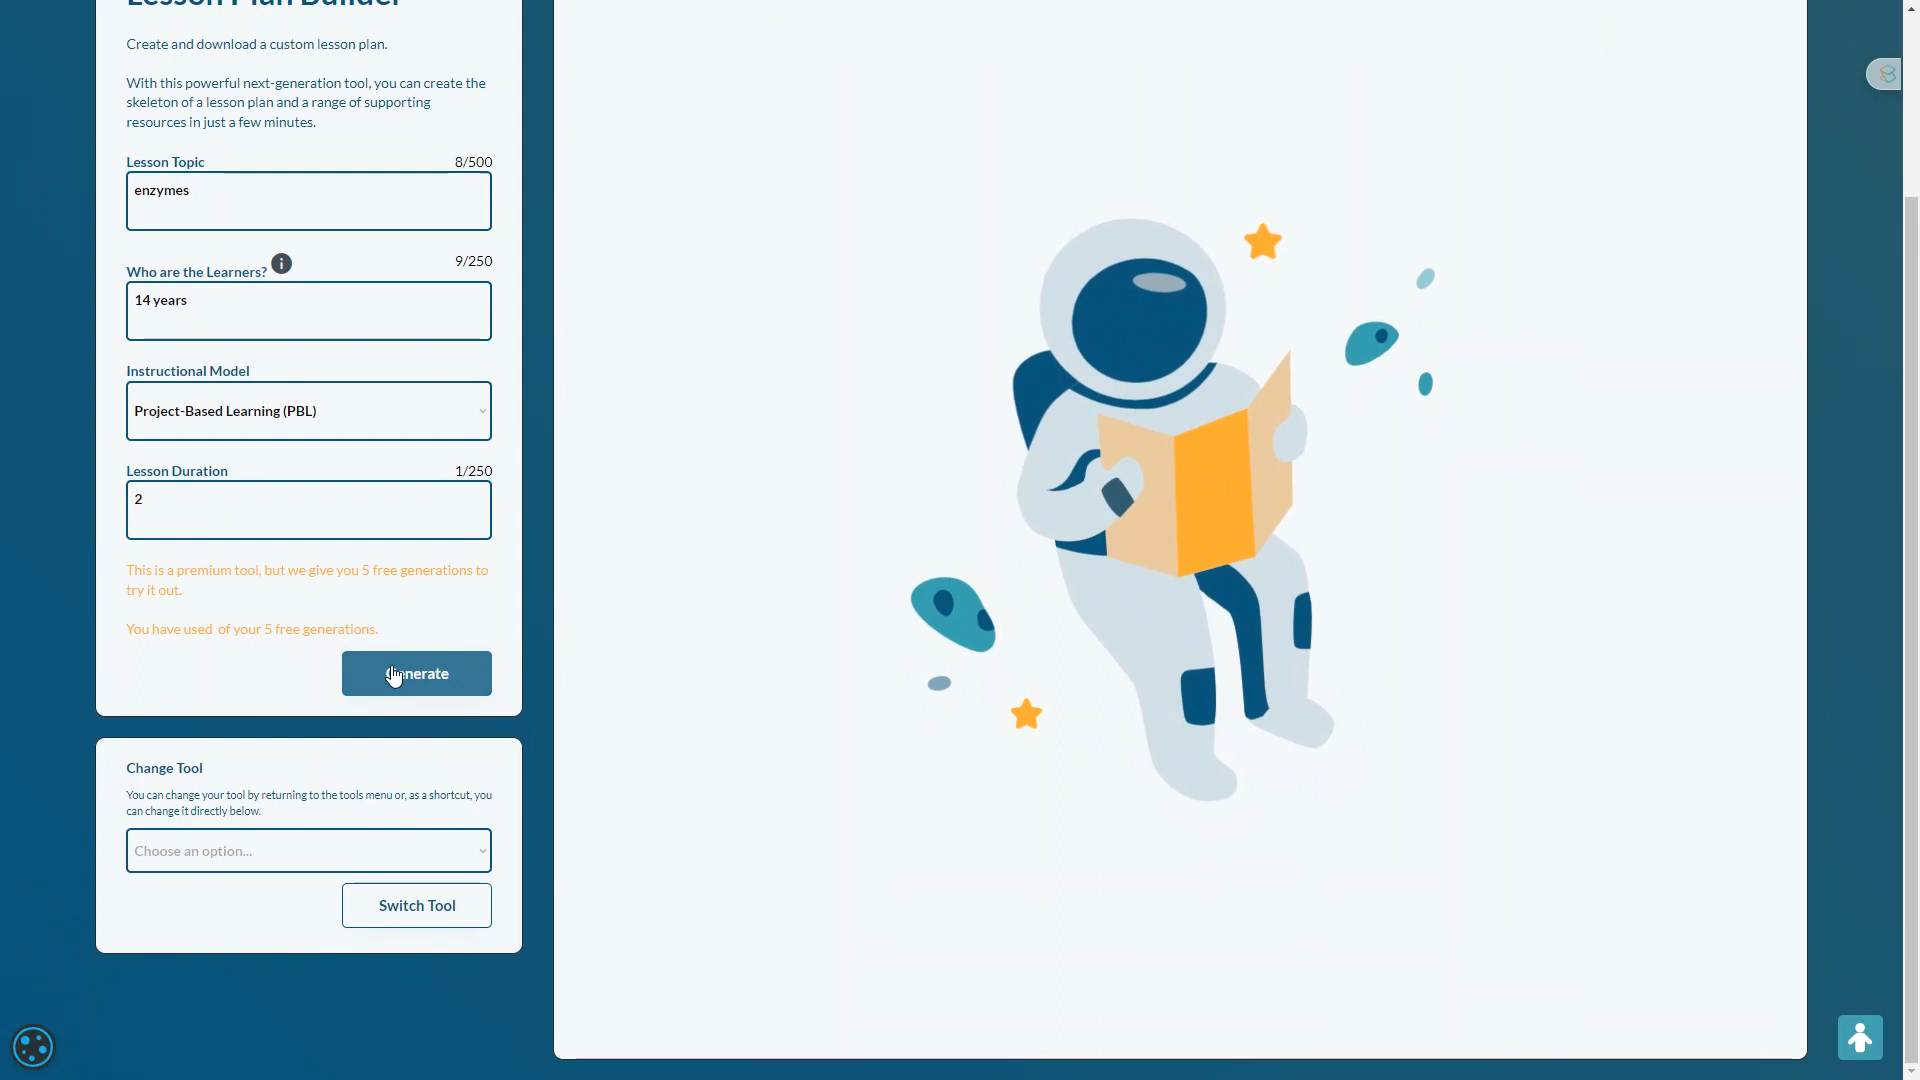 Lesson Plan Builder
Create and download a custom lesson plan.
With this powerful next-generation tool, you can create the
skeleton of a lesson plan and a range of supporting
resources in just a few minutes.
Lesson Topic 8/500
enzymes
Who are the Learners? i 9/250
14 years
Instructional Model
Project-Based Learning (PBL)
Lesson Duration 1/250
2
This is a premium tool, but we give you 5 free generations to
try it out.
You have used of your 5 free generations.
Generate
Change Tool
You can change your tool by returning to the tools menu or, as a shortcut, you
can change it directly below.
Choose an option...
Switch Tool